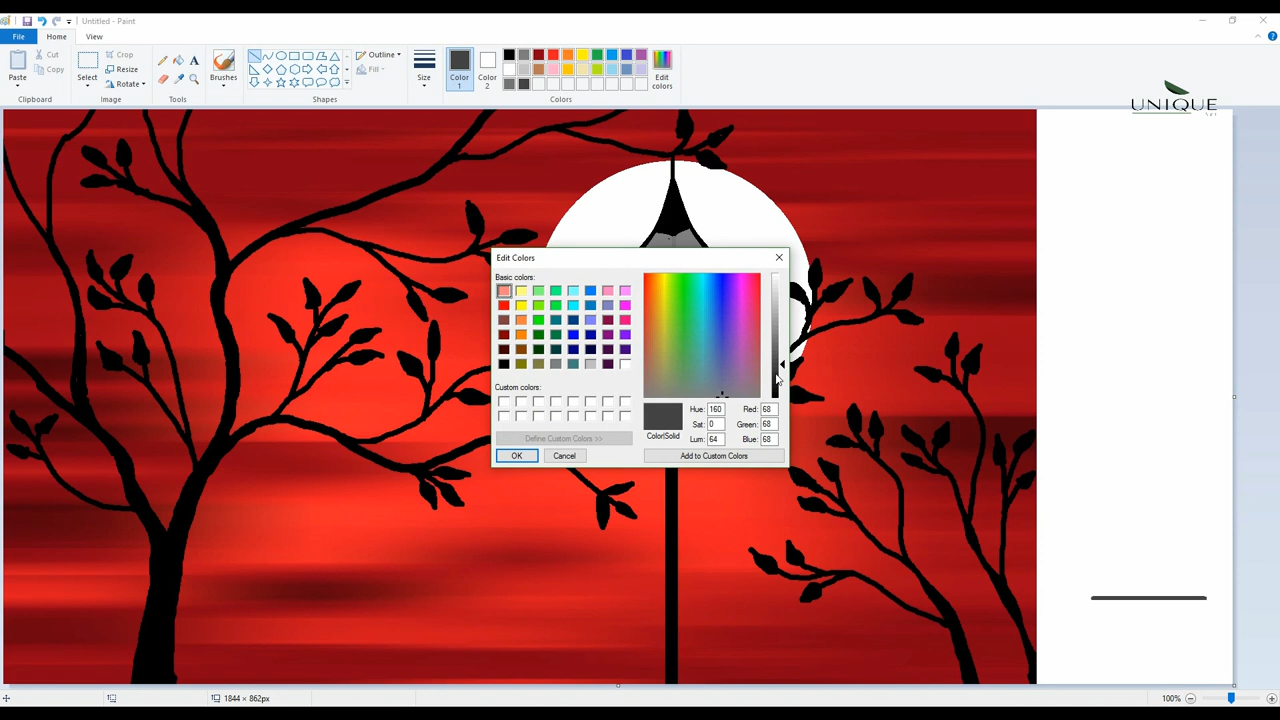 Untitled - Paint
File
Home
View
Paste
Cut
Copy
Clipboard
Select
Crop
Resize
Rotate
Image
A
Tools
Brushes
Outline
Fill
Shapes
Size
Color
1
Color
2
Edit
colors
Colors
UNIQUE
Edit Colors
Basic colors:
Custom colors:
Define Custom Colors >>
OK
Cancel
Color|Solid
Hue: 160
Sat: 0
Lum: 64
Red: 68
Green: 68
Blue: 68
Add to Custom Colors
1844 × 862px
100%